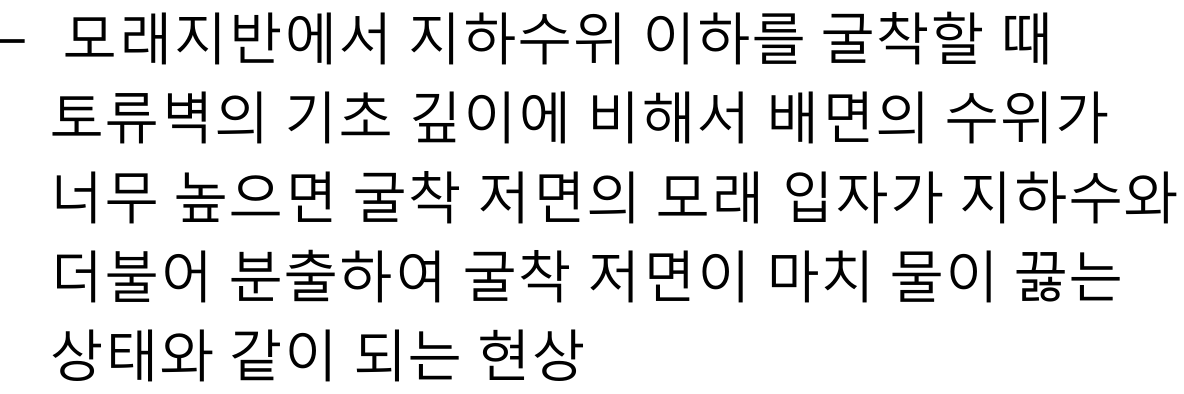 – 모래지반에서 지하수위 이하를 굴착할 때
토류벽의 기초 깊이에 비해서 배면의 수위가
너무 높으면 굴착 저면의 모래 입자가 지하수와
더불어 분출하여 굴착 저면이 마치 물이 끓는
상태와 같이 되는 현상